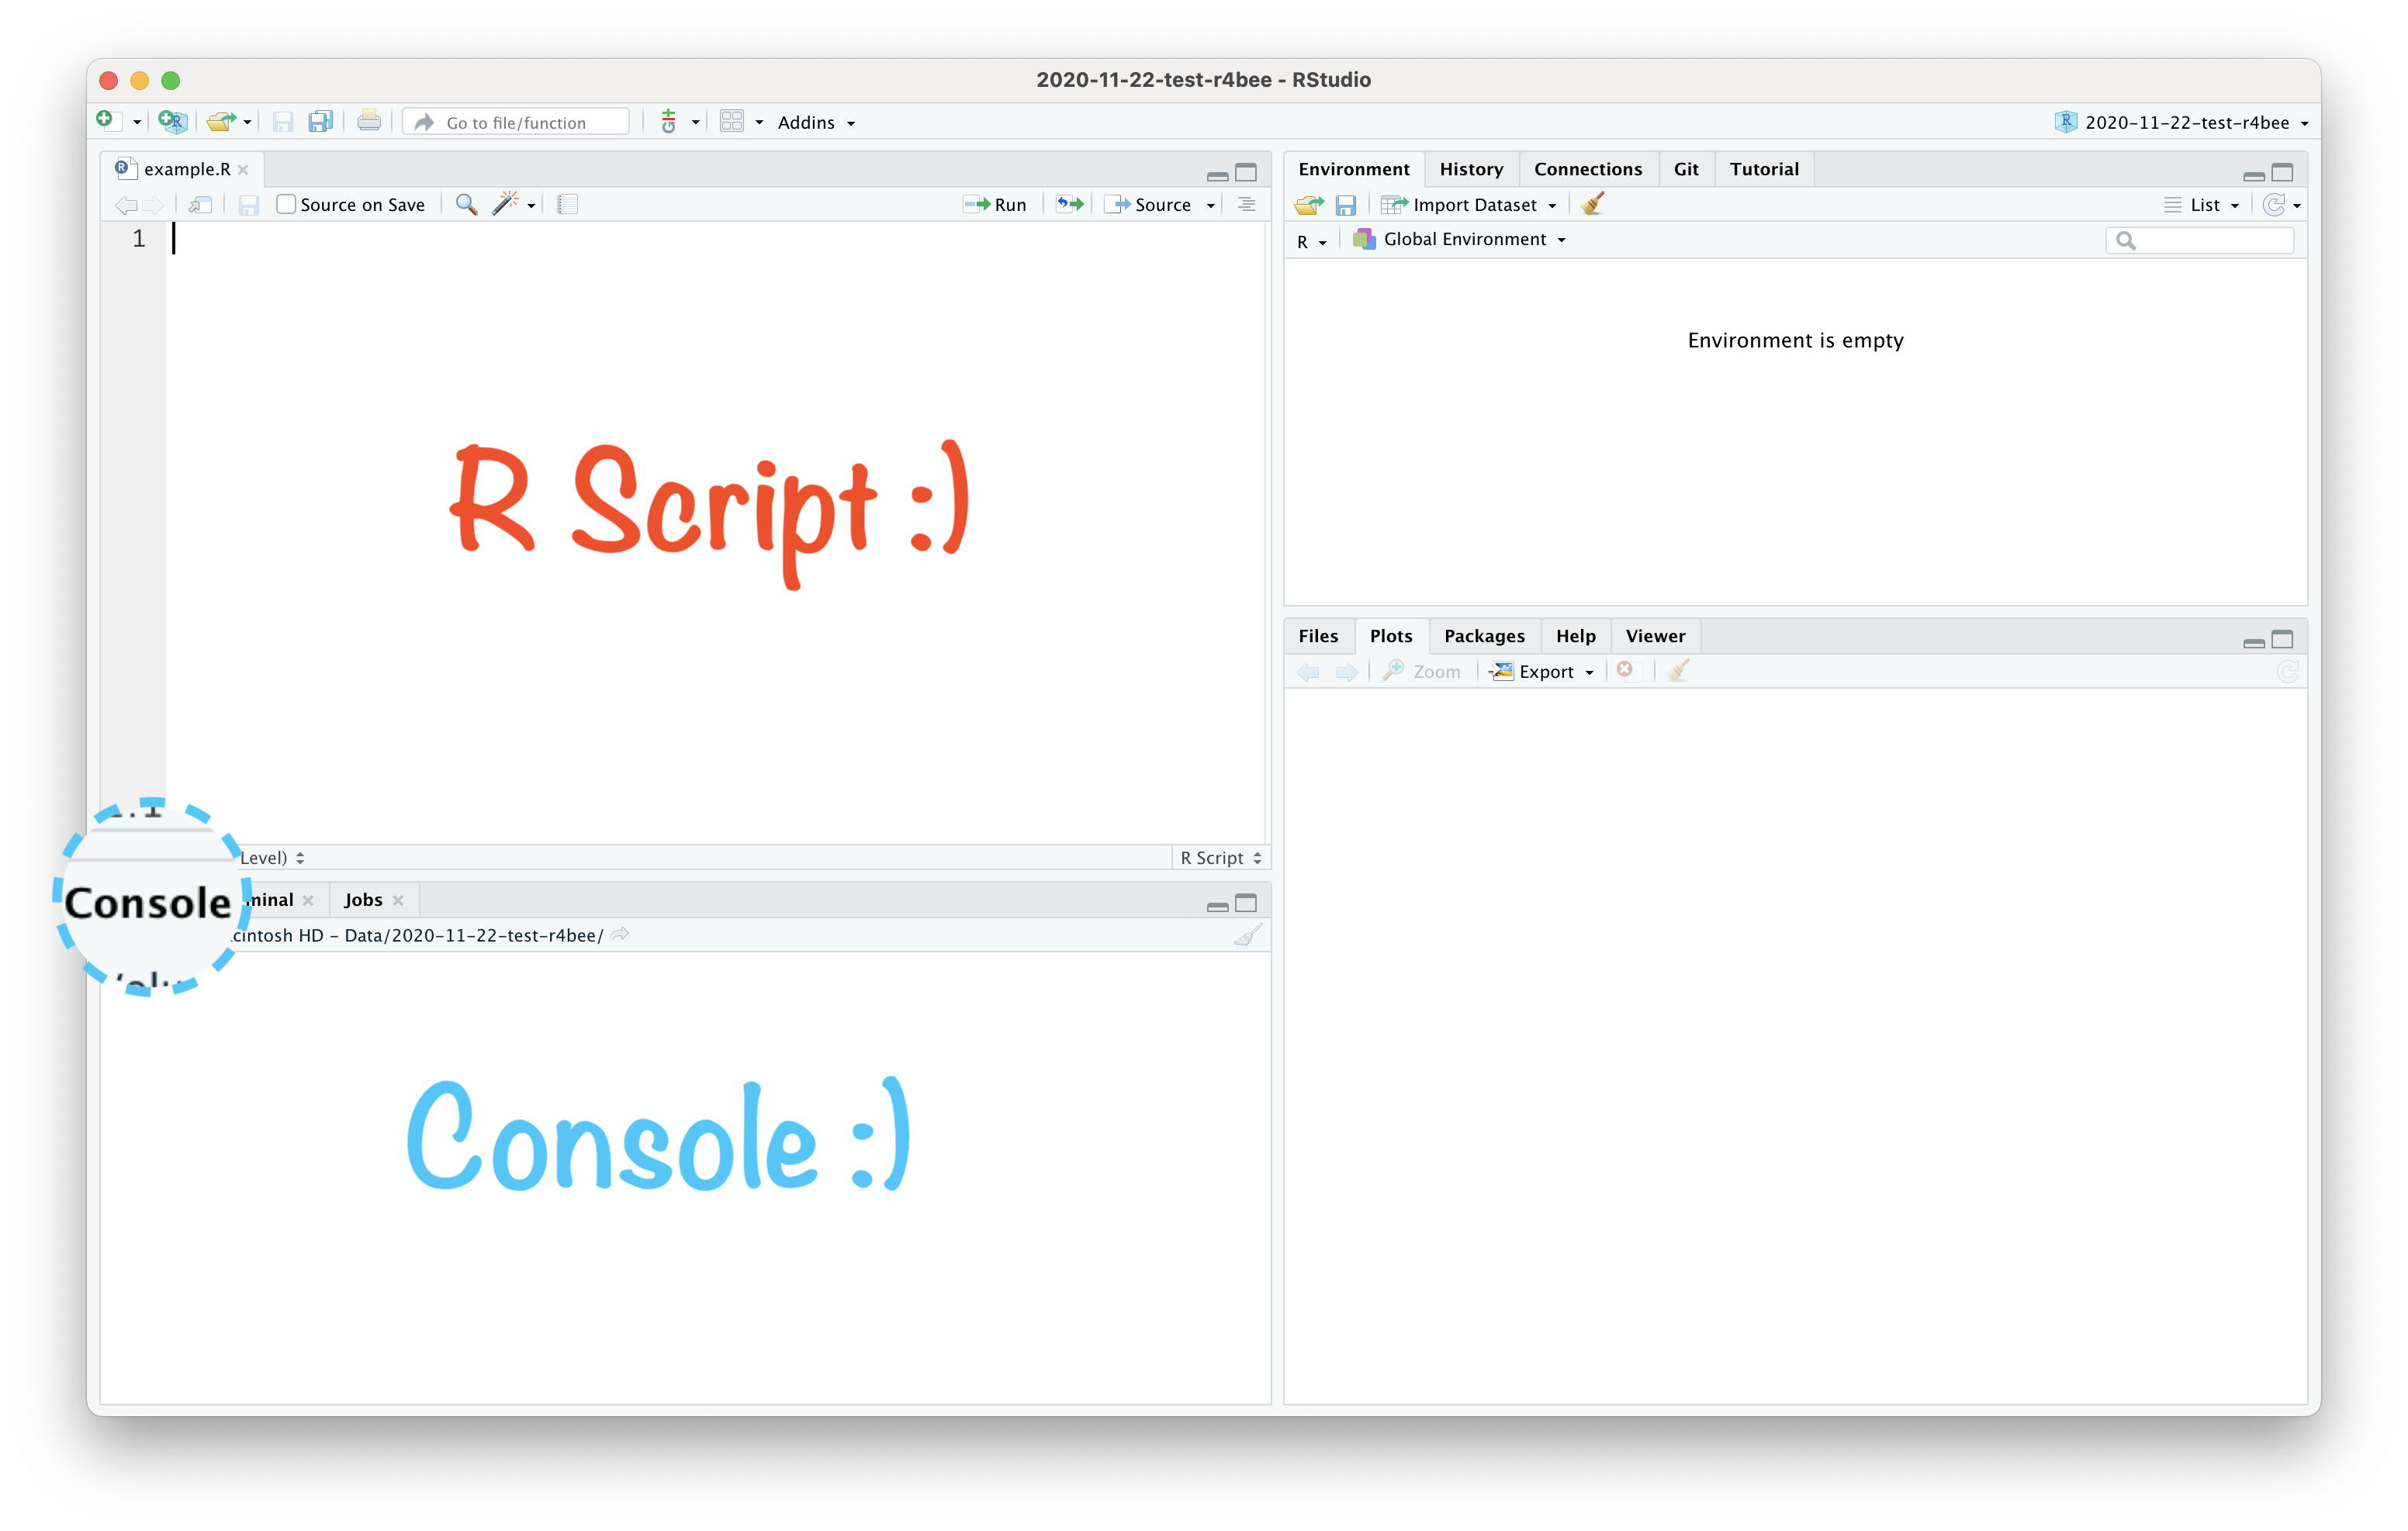 2020-11-22-test-r4bee - RStudio
Go to file/function
Addins
2020-11-22-test-r4bee
example.R
Source on Save
Run
Source
1
R Script :)
Level)
R Script
Console
minal
Jobs
cintosh HD – Data/2020-11-22-test-r4bee/
Console :)
Environment History Connections Git Tutorial
Import Dataset
List
R
Global Environment
Environment is empty
Files Plots Packages Help Viewer
Zoom
Export